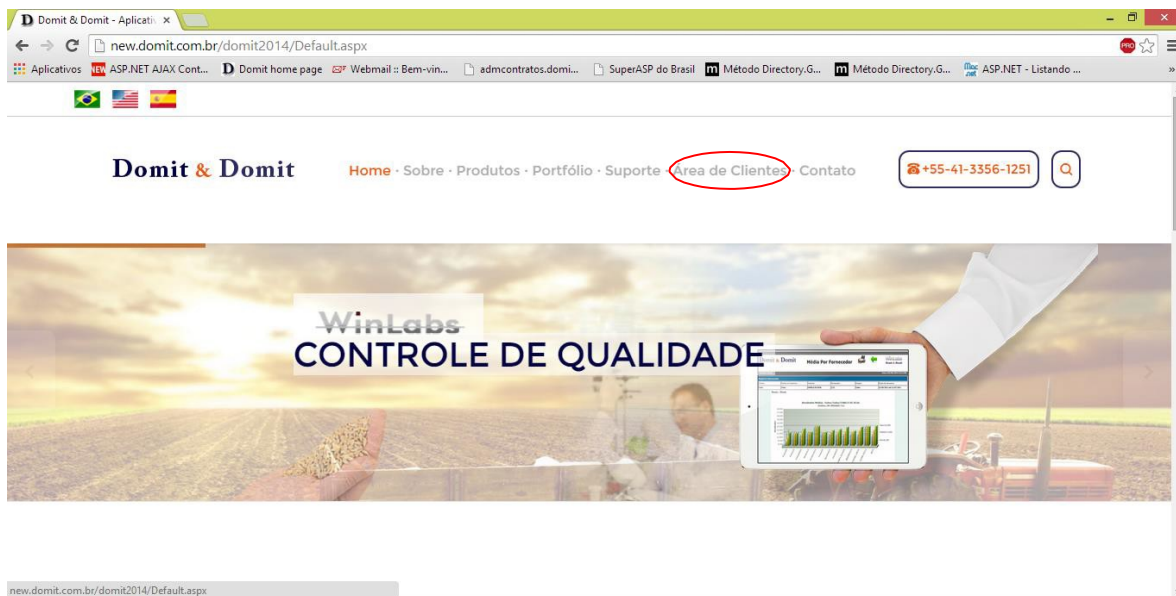 Domit & Domit - Aplicativ
new.domit.com.br/domit2014/Default.aspx
PRO
Aplicativos NEW ASP.NET AJAX Cont... D Domit home page Webmail :: Bem-vin... admcontratos.domi... SuperASP do Brasil m Método Directory.G... m Método Directory.G... ASP.NET - Listando ... »
Domit & Domit
Home · Sobre · Produtos · Portfólio · Suporte · Área de Clientes · Contato
+55-41-3356-1251
WinLabs
CONTROLE DE QUALIDADE
Domit & Domit Média Por Fornecedor
new.domit.com.br/domit2014/Default.aspx